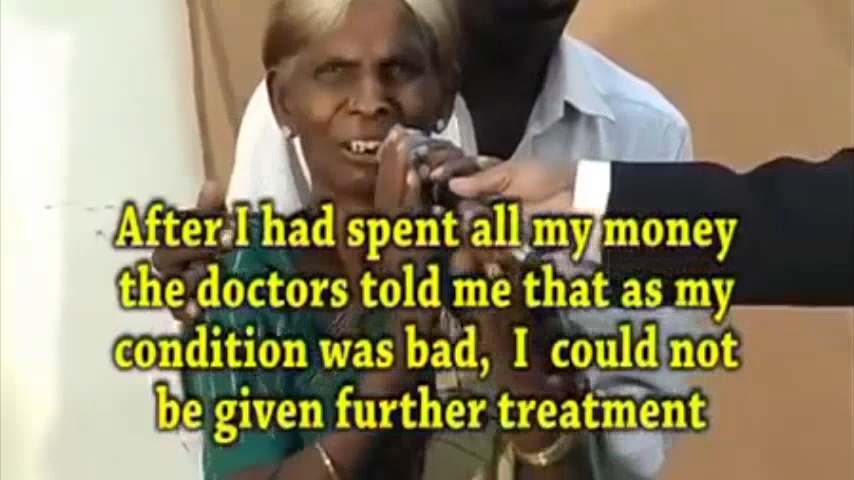 After I had spent all my money
the doctors told me that as my
condition was bad, I could not
be given further treatment